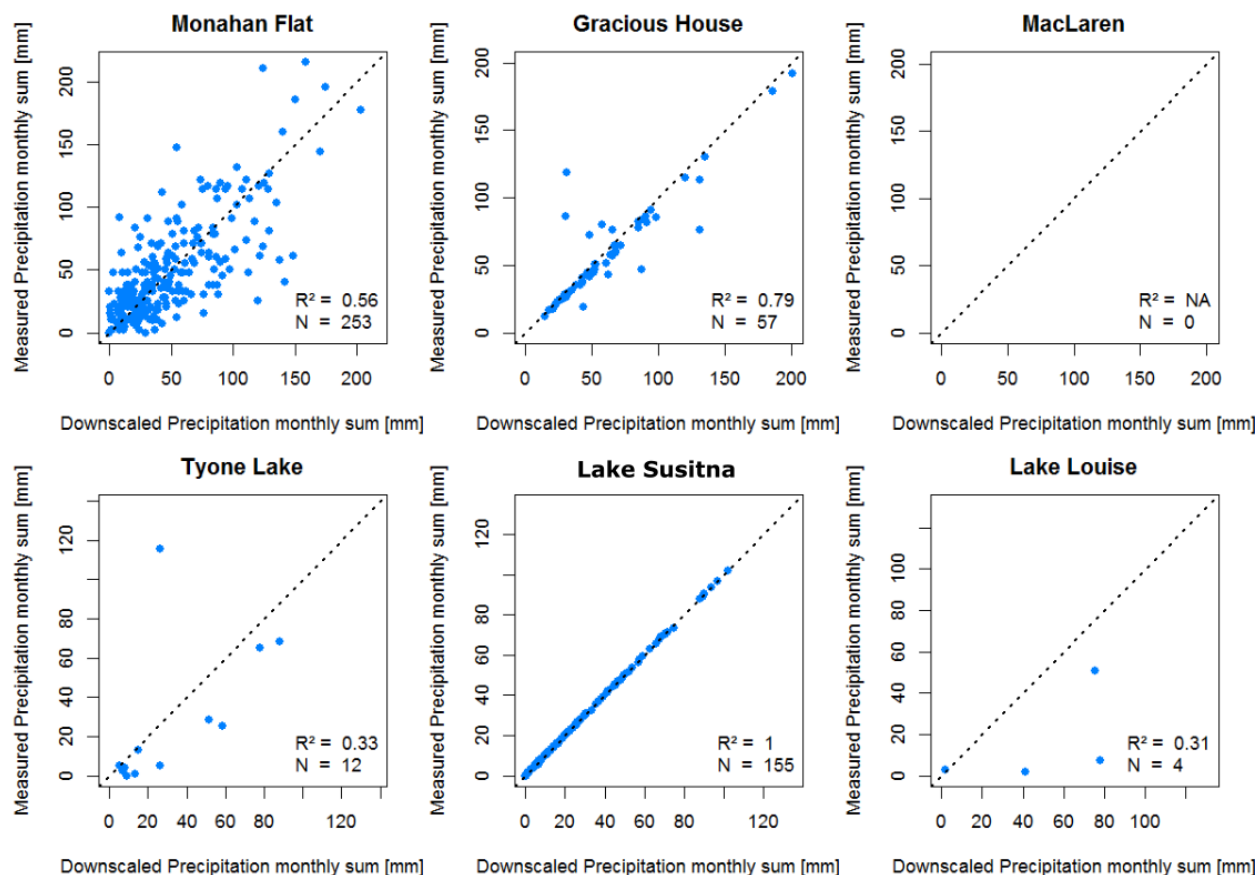 Monahan Flat
Measured Precipitation monthly sum [mm]
200
150
100
50
0
R² = 0.56
N = 253
0 50 100 150 200
Downscaled Precipitation monthly sum [mm]
Gracious House
Measured Precipitation monthly sum [mm]
200
150
100
50
0
R² = 0.79
N = 57
0 50 100 150 200
Downscaled Precipitation monthly sum [mm]
MacLaren
Measured Precipitation monthly sum [mm]
200
150
100
50
0
R² = NA
N = 0
0 50 100 150 200
Downscaled Precipitation monthly sum [mm]
Tyone Lake
Measured Precipitation monthly sum [mm]
120
80
60
40
20
0
R² = 0.33
N = 12
0 20 40 60 80 120
Downscaled Precipitation monthly sum [mm]
Lake Susitna
Measured Precipitation monthly sum [mm]
120
80
60
40
20
0
R² = 1
N = 155
0 20 40 60 80 120
Downscaled Precipitation monthly sum [mm]
Lake Louise
Measured Precipitation monthly sum [mm]
100
80
60
40
20
0
R² = 0.31
N = 4
0 20 40 60 80 100
Downscaled Precipitation monthly sum [mm]